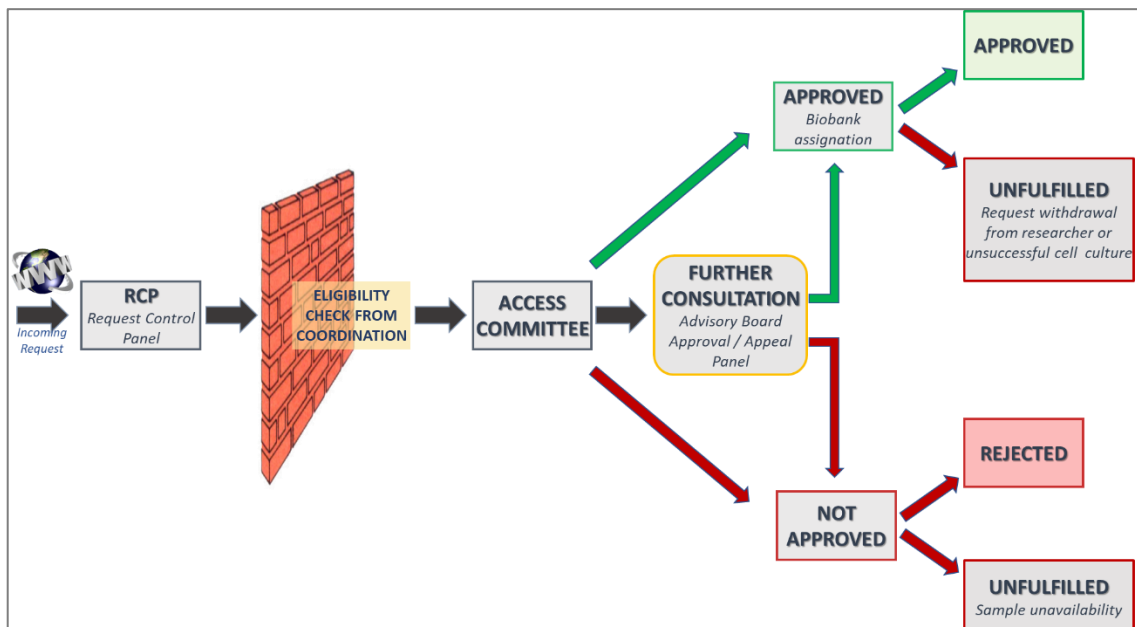 WWW
Incoming
Request
RCP
Request Control
Panel
ELIGIBILITY
CHECK FROM
COORDINATION
ACCESS
COMMITTEE
FURTHER
CONSULTATION
Advisory Board
Approval / Appeal
Panel
APPROVED
Biobank
assignation
APPROVED
UNFULFILLED
Request withdrawal
from researcher or
unsuccessful cell culture
NOT
APPROVED
REJECTED
UNFULFILLED
Sample unavailability